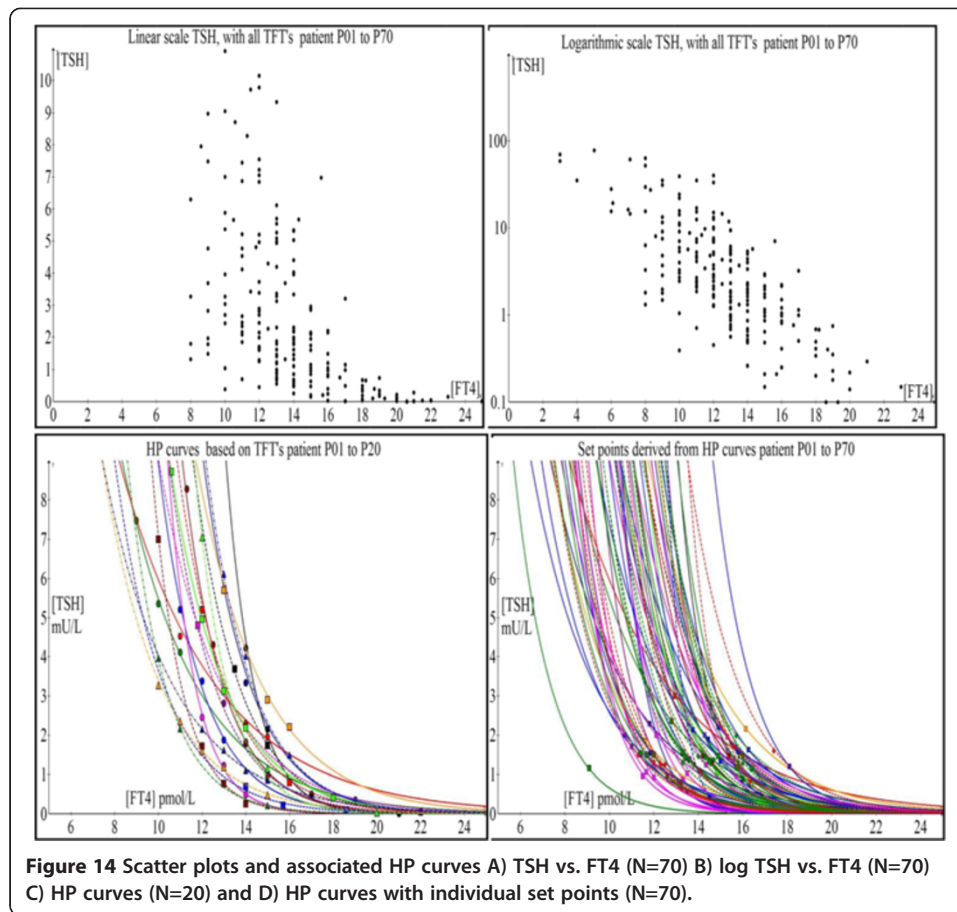 Linear scale TSH, with all TFT's patient P01 to P70
[TSH]
10
9
8
7
6
5
4
3
2
1
0
[FT4]
0 2 4 6 8 10 12 14 16 18 20 22 24
Logarithmic scale TSH, with all TFT's patient P01 to P70
[TSH]
100
10
1
0.1
[FT4]
0 2 4 6 8 10 12 14 16 18 20 22 24
HP curves based on TFT's patient P01 to P20
8
7
6
5
4
3
2
1
0
[TSH]
mU/L
[FT4] pmol/L
6 8 10 12 14 16 18 20 22 24
Set points derived from HP curves patient P01 to P70
8
7
6
5
4
3
2
1
0
[TSH]
mU/L
[FT4] pmol/L
6 8 10 12 14 16 18 20 22 24
Figure 14 Scatter plots and associated HP curves A) TSH vs. FT4 (N=70) B) log TSH vs. FT4 (N=70)
C) HP curves (N=20) and D) HP curves with individual set points (N=70).